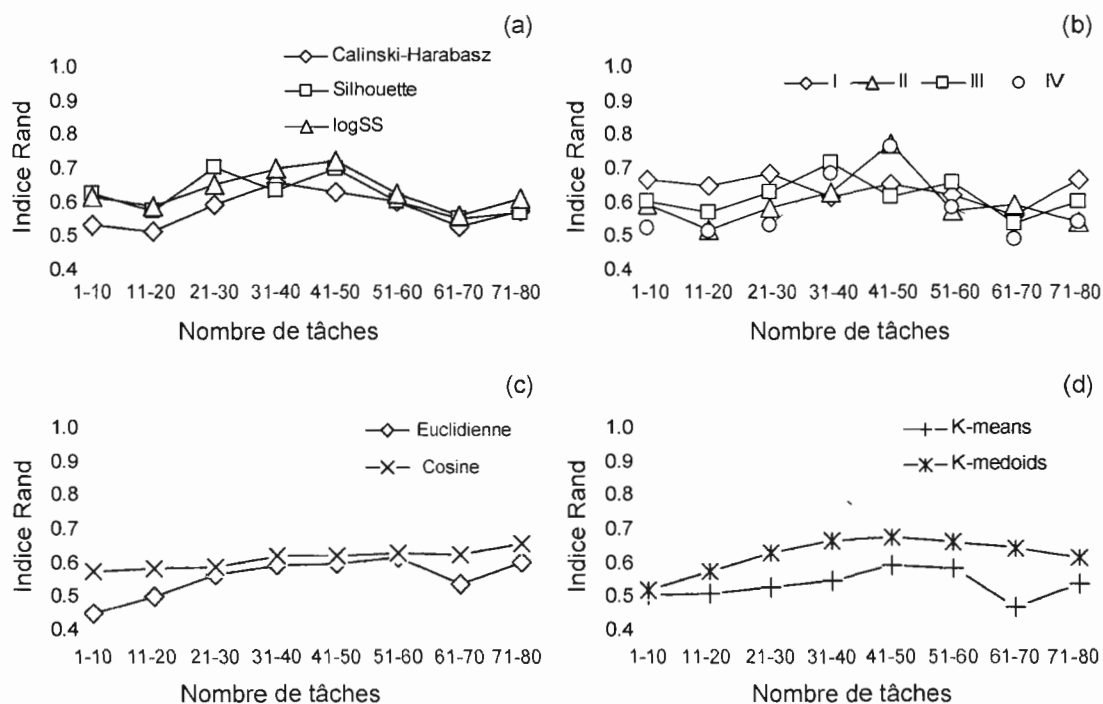 (a)
Calinski-Harabasz
Silhouette
logSS
Indice Rand
1.0
0.9
0.8
0.7
0.6
0.5
0.4
1-10 11-20 21-30 31-40 41-50 51-60 61-70 71-80
Nombre de tâches
(b)
I II III IV
Indice Rand
1.0
0.9
0.8
0.7
0.6
0.5
0.4
1-10 11-20 21-30 31-40 41-50 51-60 61-70 71-80
Nombre de tâches
(c)
Euclidienne
Cosine
Indice Rand
1.0
0.9
0.8
0.7
0.6
0.5
0.4
1-10 11-20 21-30 31-40 41-50 51-60 61-70 71-80
Nombre de tâches
(d)
K-means
K-medoids
Indice Rand
1.0
0.9
0.8
0.7
0.6
0.5
0.4
1-10 11-20 21-30 31-40 41-50 51-60 61-70 71-80
Nombre de tâches